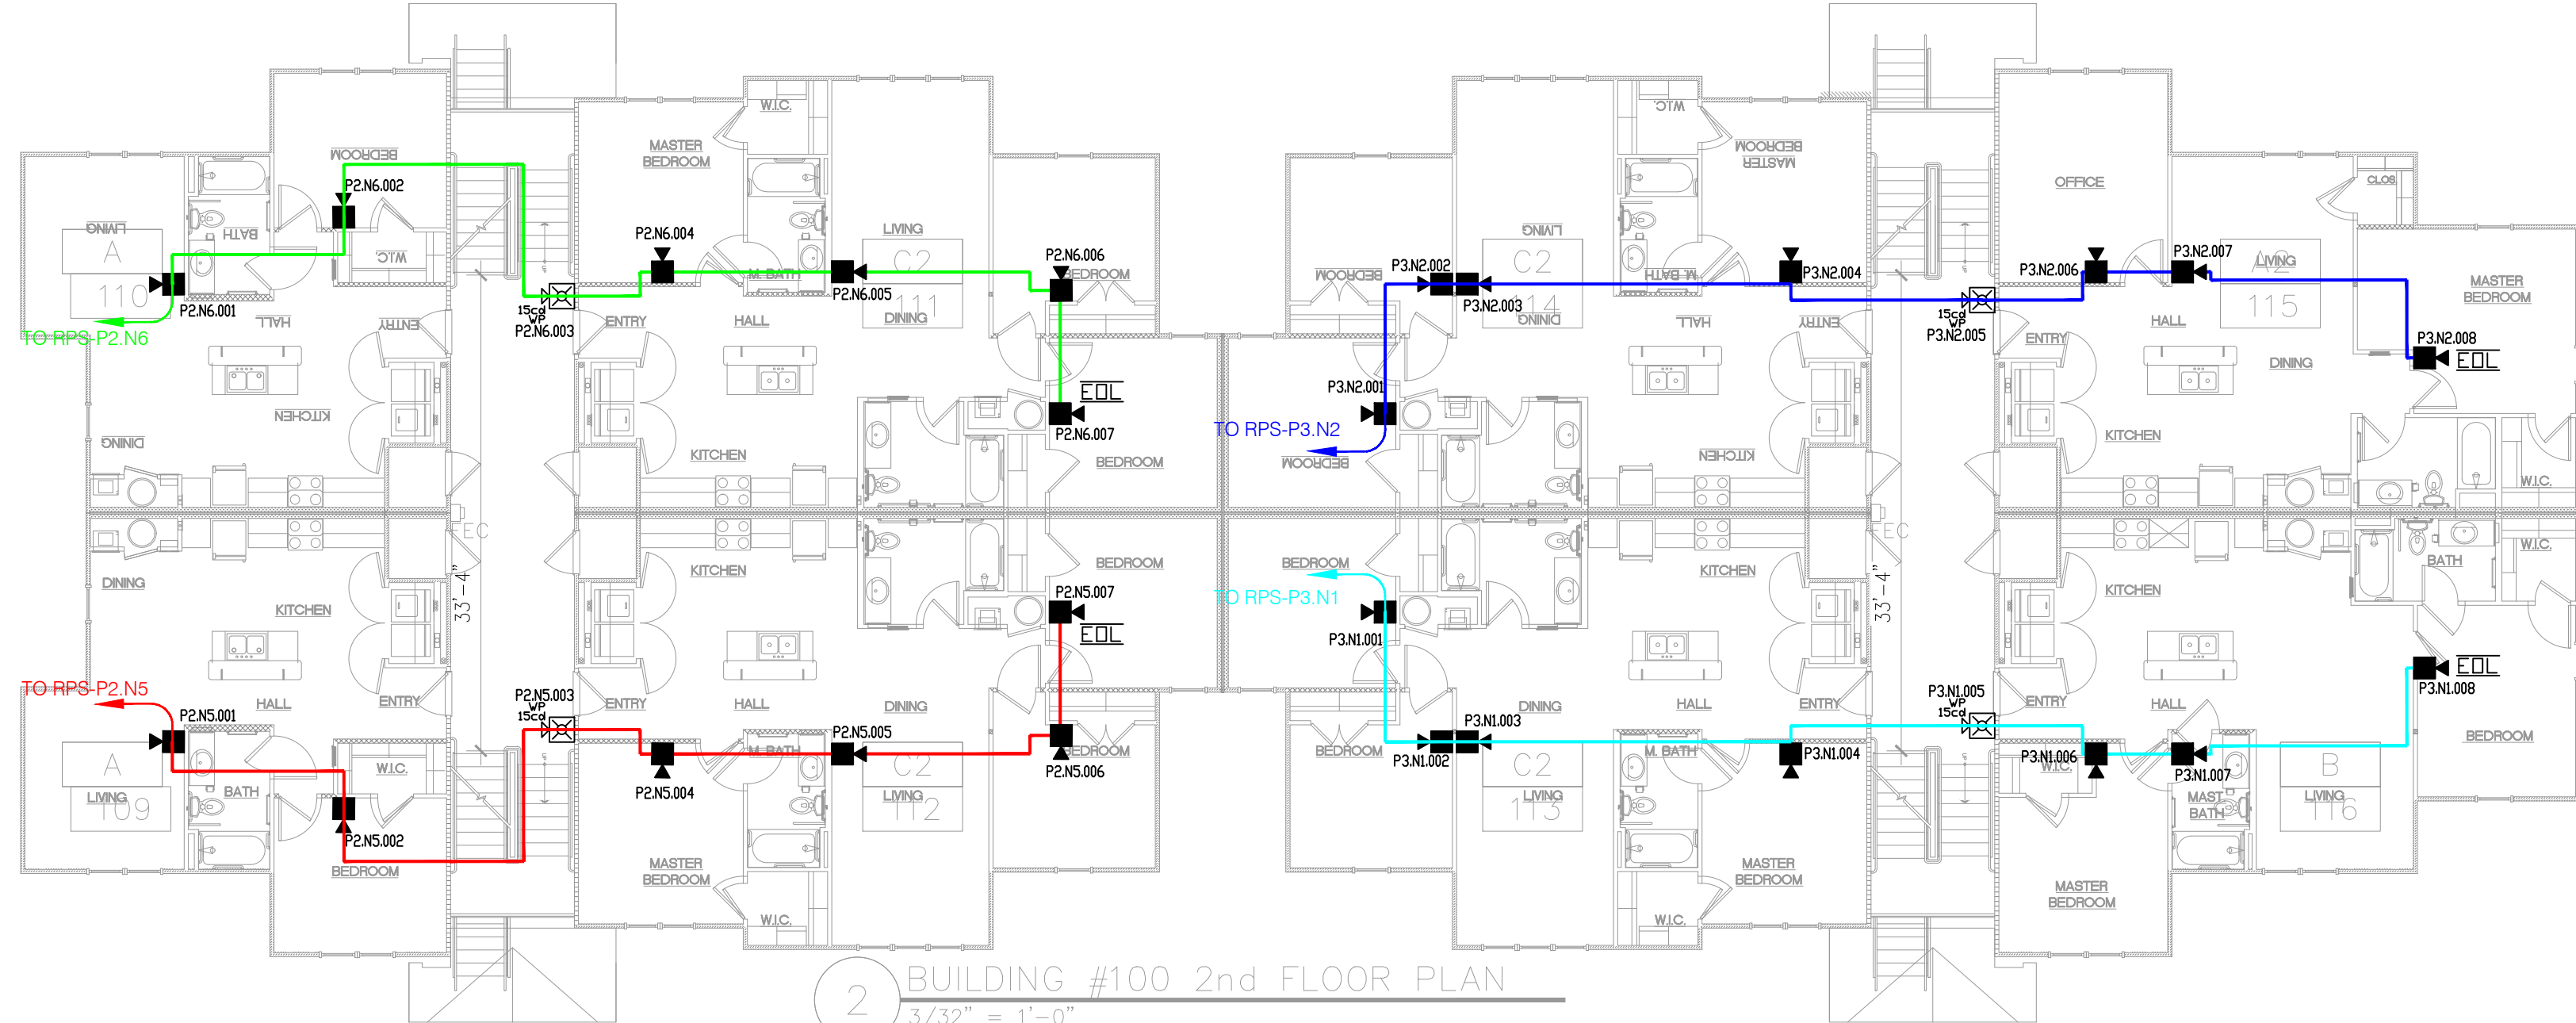 W.I.C.
W.I.C.
MASTER
BEDROOM
BEDROOM
BEDROOM
MASTER
OFFICE
CLOS
P2.N6.002
LIVING
A
110
BATH
W.I.C.
P2.N6.001
TO RPS-P2.N6
HALL
ENTRY
15cd
WP
P2.N6.003
P2.N6.004
ENTRY
M. BATH
HALL
LIVING
C2
111
DINING
P2.N6.005
P2.N6.006
BEDROOM
EOL
P2.N6.007
BEDROOM
KITCHEN
DINING
KITCHEN
P3.N2.002
BEDROOM
P3.N2.003
LIVING
C2
114
DINING
M. BATH
HALL
P3.N2.004
ENTRY
P3.N2.001
TO RPS-P3.N2
BEDROOM
KITCHEN
15cd
WP
P3.N2.005
P3.N2.006
P3.N2.007
LIVING
A2
115
MASTER
BEDROOM
ENTRY
HALL
DINING
P3.N2.008
EOL
KITCHEN
W.I.C.
FEC
FEC
33'-4"
33'-4"
W.I.C.
BATH
DINING
KITCHEN
KITCHEN
BEDROOM
BEDROOM
KITCHEN
KITCHEN
TO RPS-P3.N1
P2.N5.007
EOL
P3.N1.001
TO RPS-P2.N5
P2.N5.001
HALL
ENTRY
P2.N5.003
WP
15cd
ENTRY
HALL
DINING
P2.N5.005
M. BATH
A
109
LIVING
BATH
W.I.C.
P2.N5.002
BEDROOM
P2.N5.004
C2
LIVING
112
BEDROOM
P2.N5.006
MASTER
BEDROOM
W.I.C.
DINING
P3.N1.003
P3.N1.002
BEDROOM
C2
LIVING
113
HALL
M. BATH
ENTRY
P3.N1.004
MASTER
BEDROOM
W.I.C.
P3.N1.005
WP
15cd
ENTRY
HALL
P3.N1.006
W.I.C.
P3.N1.007
MAST
BATH
B
LIVING
116
P3.N1.008
EOL
BEDROOM
MASTER
BEDROOM
2
BUILDING #100 2nd FLOOR PLAN
3/32" = 1'-0"